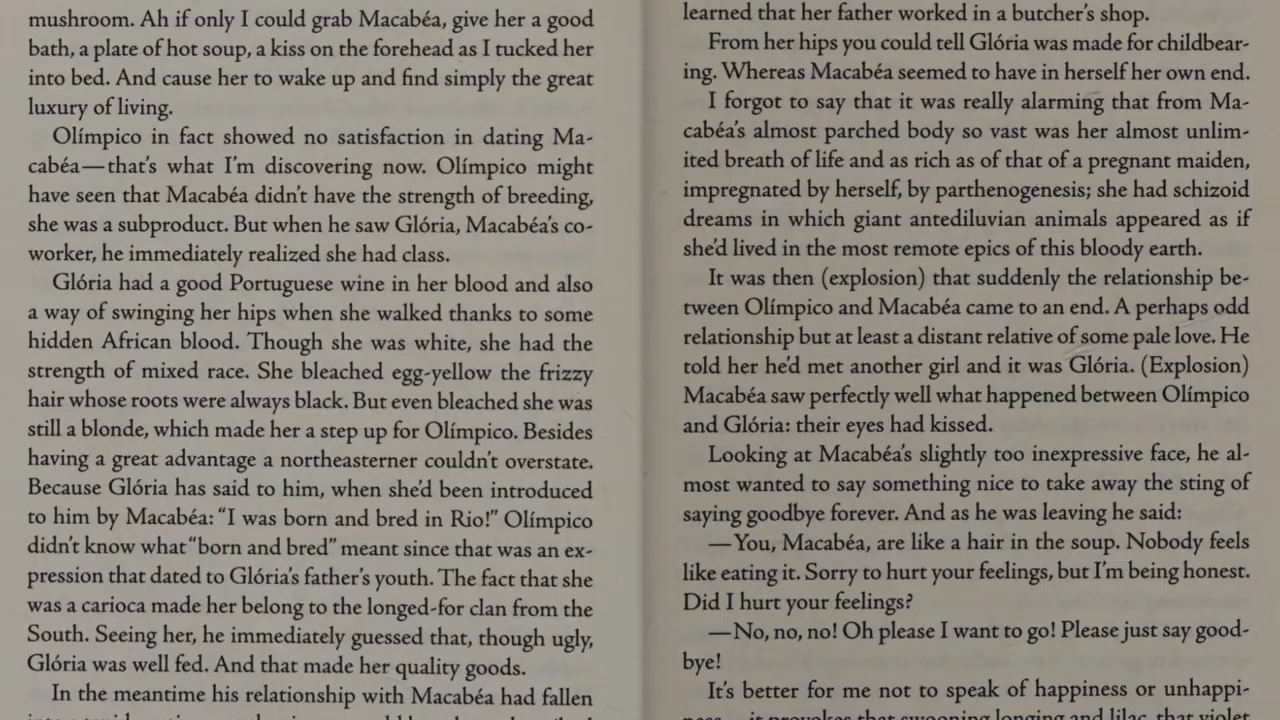 mushroom. Ah if only I could grab Macabéa, give her a good
bath, a plate of hot soup, a kiss on the forehead as I tucked her
into bed. And cause her to wake up and find simply the great
luxury of living.
Olímpico in fact showed no satisfaction in dating Ma-
cabéa—that's what I'm discovering now. Olímpico might
have seen that Macabéa didn't have the strength of breeding,
she was a subproduct. But when he saw Glória, Macabéa's co-
worker, he immediately realized she had class.
Glória had a good Portuguese wine in her blood and also
a way of swinging her hips when she walked thanks to some
hidden African blood. Though she was white, she had the
strength of mixed race. She bleached egg-yellow the frizzy
hair whose roots were always black. But even bleached she was
still a blonde, which made her a step up for Olímpico. Besides
having a great advantage a northeasterner couldn't overstate.
Because Glória has said to him, when she'd been introduced
to him by Macabéa: "I was born and bred in Rio!" Olímpico
didn't know what "born and bred" meant since that was an ex-
pression that dated to Glória's father's youth. The fact that she
was a carioca made her belong to the longed-for clan from the
South. Seeing her, he immediately guessed that, though ugly,
Glória was well fed. And that made her quality goods.
In the meantime his relationship with Macabéa had fallen
learned that her father worked in a butcher's shop.
From her hips you could tell Glória was made for childbear-
ing. Whereas Macabéa seemed to have in herself her own end.
I forgot to say that it was really alarming that from Ma-
cabéa's almost parched body so vast was her almost unlim-
ited breath of life and as rich as of that of a pregnant maiden,
impregnated by herself, by parthenogenesis; she had schizoid
dreams in which giant antediluvian animals appeared as if
she'd lived in the most remote epics of this bloody earth.
It was then (explosion) that suddenly the relationship be-
tween Olímpico and Macabéa came to an end. A perhaps odd
relationship but at least a distant relative of some pale love. He
told her he'd met another girl and it was Glória. (Explosion)
Macabéa saw perfectly well what happened between Olímpico
and Glória: their eyes had kissed.
Looking at Macabéa's slightly too inexpressive face, he al-
most wanted to say something nice to take away the sting of
saying goodbye forever. And as he was leaving he said:
—You, Macabéa, are like a hair in the soup. Nobody feels
like eating it. Sorry to hurt your feelings, but I'm being honest.
Did I hurt your feelings?
—No, no, no! Oh please I want to go! Please just say good-
bye!
It's better for me not to speak of happiness or unhappi-
ness—it provokes that swooning longing and lilac, that violet